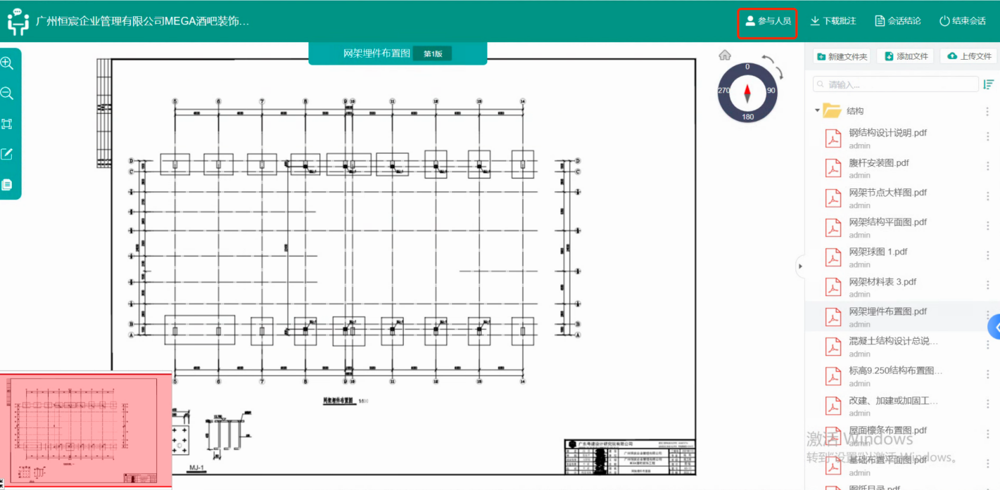 广州恒宸企业管理有限公司MEGA酒吧装饰...
参与人员
下载批注
会话结论
结束会话
网架埋件布置图 第1版
新建文件夹
添加文件
上传文件
请输入...
0
90
180
270
结构
钢结构设计说明.pdf
admin
腹杆安装图.pdf
admin
网架节点大样图.pdf
admin
网架结构平面图.pdf
admin
网架球图 1.pdf
admin
网架材料表 3.pdf
admin
网架埋件布置图.pdf
admin
混凝土结构设计总说...
admin
标高9.250结构布置图...
admin
改建、加建或加固工...
admin
屋面檩条布置图.pdf
admin
基础布置平面图.pdf
admin
图纸目录.pdf
激活 Windows
转到"设置"以激活 Windows。
5 6 7 8 9 10 11 12 13 14
D
C
B
A
D
C
B
A
5 6 7 8 9 10 11 12 13 14
网架埋件布置图
MJ-1
广东粤建设计研究院有限公司